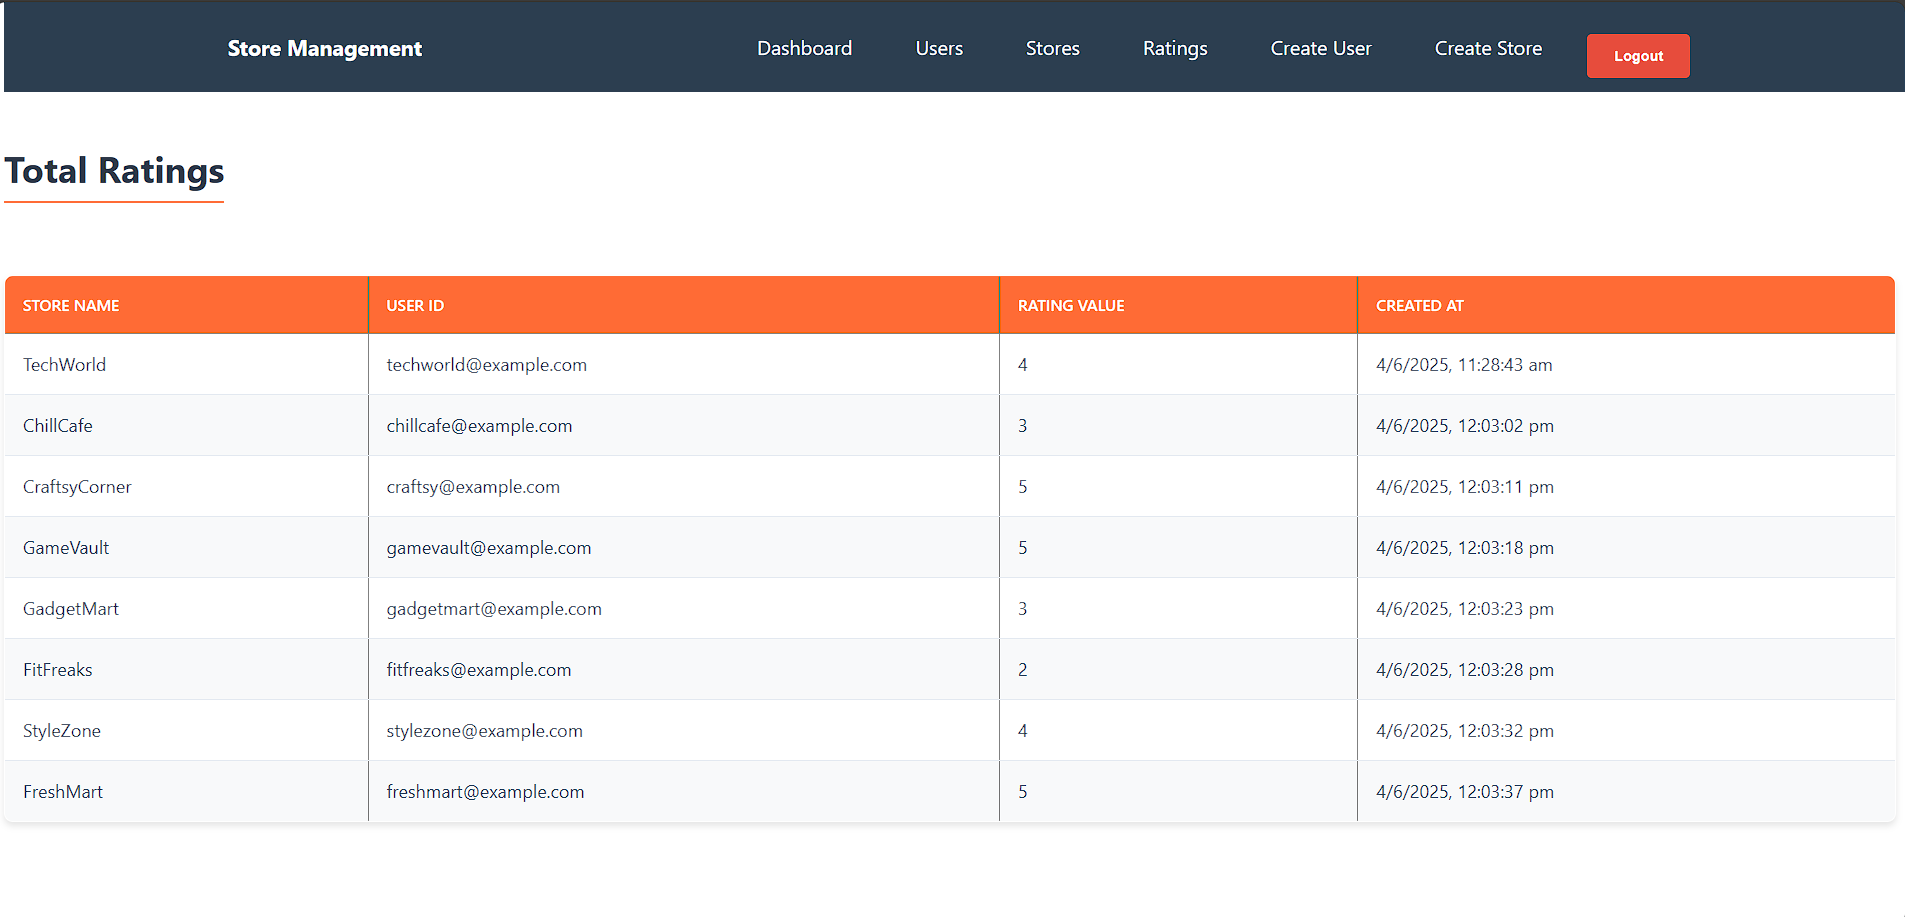 Store Management Dashboard Users Stores Ratings Create User Create Store Logout
Total Ratings
STORE NAME USER ID RATING VALUE CREATED AT
TechWorld techworld@example.com 4 4/6/2025, 11:28:43 am
ChillCafe chillcafe@example.com 3 4/6/2025, 12:03:02 pm
CraftsyCorner craftsy@example.com 5 4/6/2025, 12:03:11 pm
GameVault gamevault@example.com 5 4/6/2025, 12:03:18 pm
GadgetMart gadgetmart@example.com 3 4/6/2025, 12:03:23 pm
FitFreaks fitfreaks@example.com 2 4/6/2025, 12:03:28 pm
StyleZone stylezone@example.com 4 4/6/2025, 12:03:32 pm
FreshMart freshmart@example.com 5 4/6/2025, 12:03:37 pm